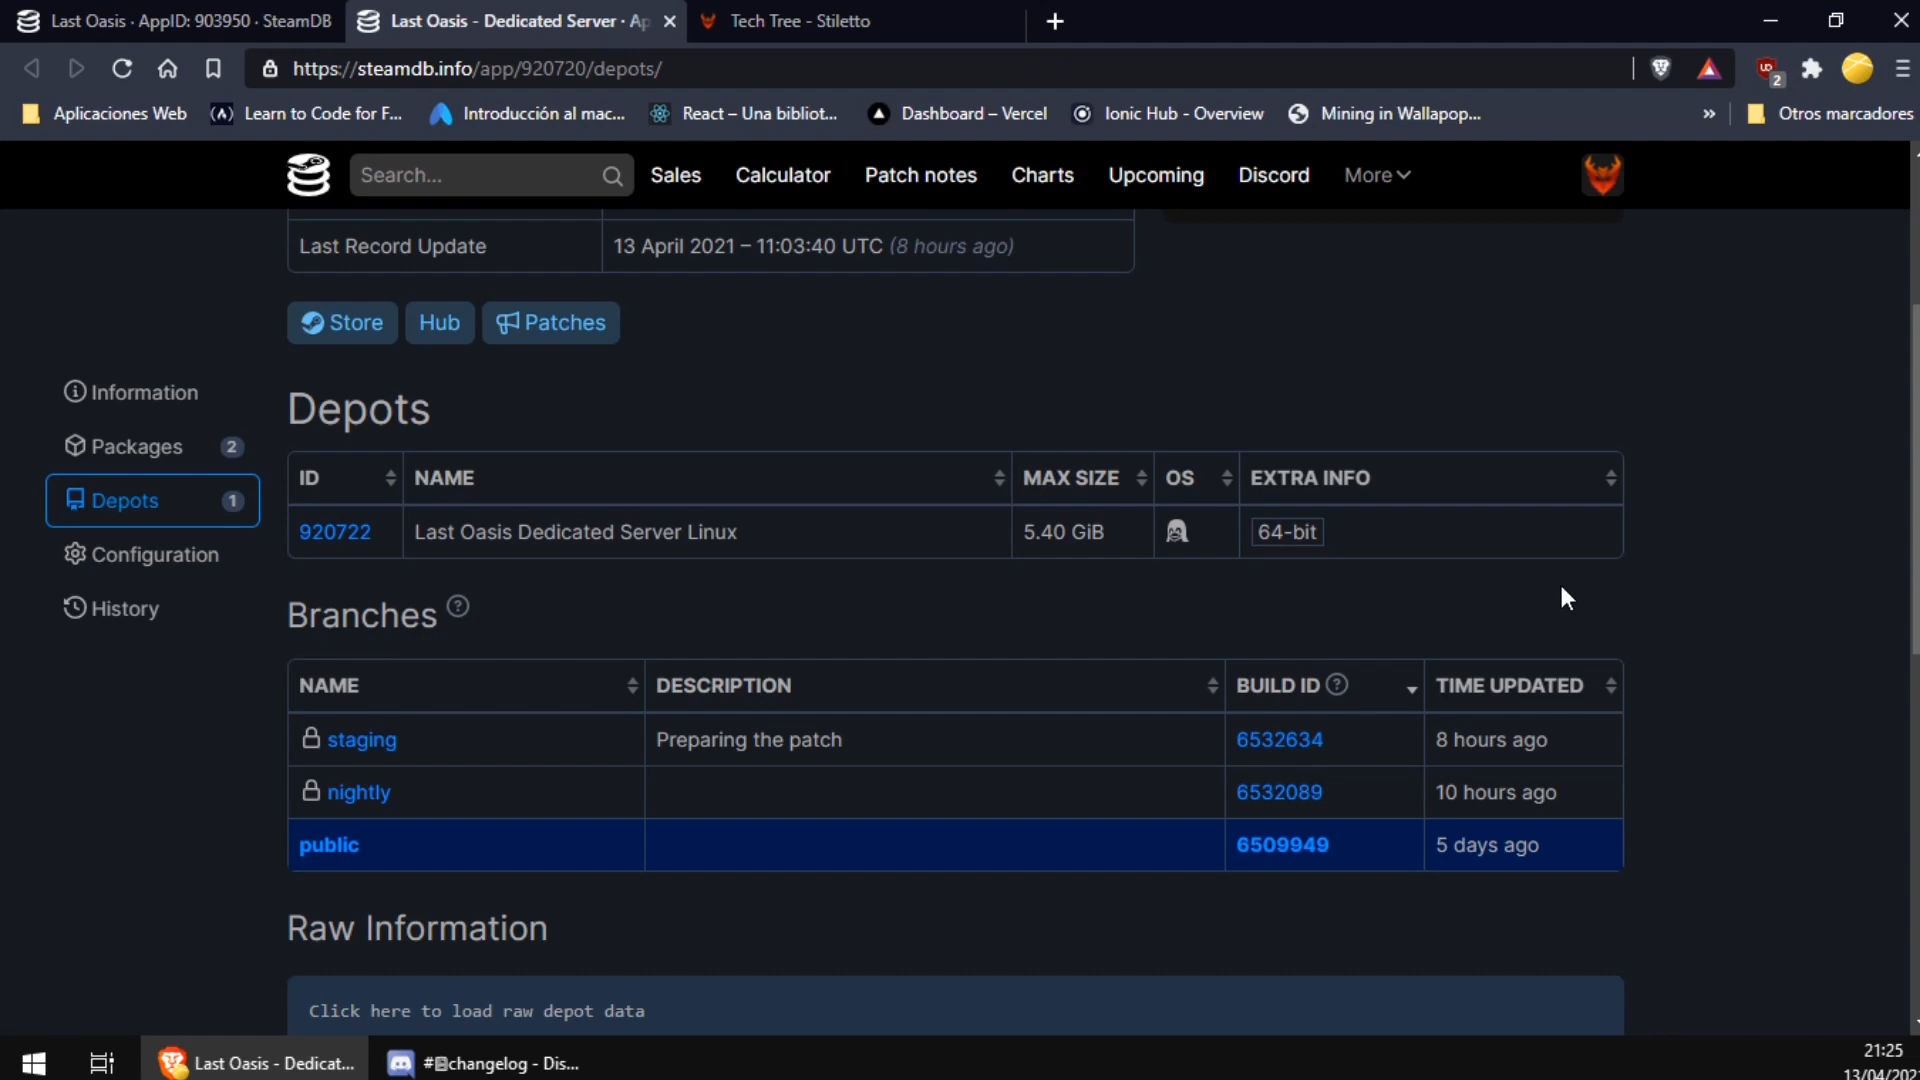 Last Oasis · AppID: 903950 · SteamDB
Last Oasis - Dedicated Server · Ap
Tech Tree - Stiletto
https://steamdb.info/app/920720/depots/
2
Aplicaciones Web
Learn to Code for F...
Introducción al mac...
React – Una bibliot...
Dashboard – Vercel
Ionic Hub - Overview
Mining in Wallapop...
»
Otros marcadores
Search...
Sales
Calculator
Patch notes
Charts
Upcoming
Discord
More
Last Record Update
13 April 2021 – 11:03:40 UTC (8 hours ago)
Store
Hub
Patches
Information
Packages 2
Depots 1
Configuration
History
Depots
ID NAME MAX SIZE OS EXTRA INFO
920722 Last Oasis Dedicated Server Linux 5.40 GiB 64-bit
Branches ?
NAME DESCRIPTION BUILD ID ? TIME UPDATED
staging Preparing the patch 6532634 8 hours ago
nightly 6532089 10 hours ago
public 6509949 5 days ago
Raw Information
Click here to load raw depot data
Last Oasis - Dedicat...
changelog - Dis...
21:25
13/04/202